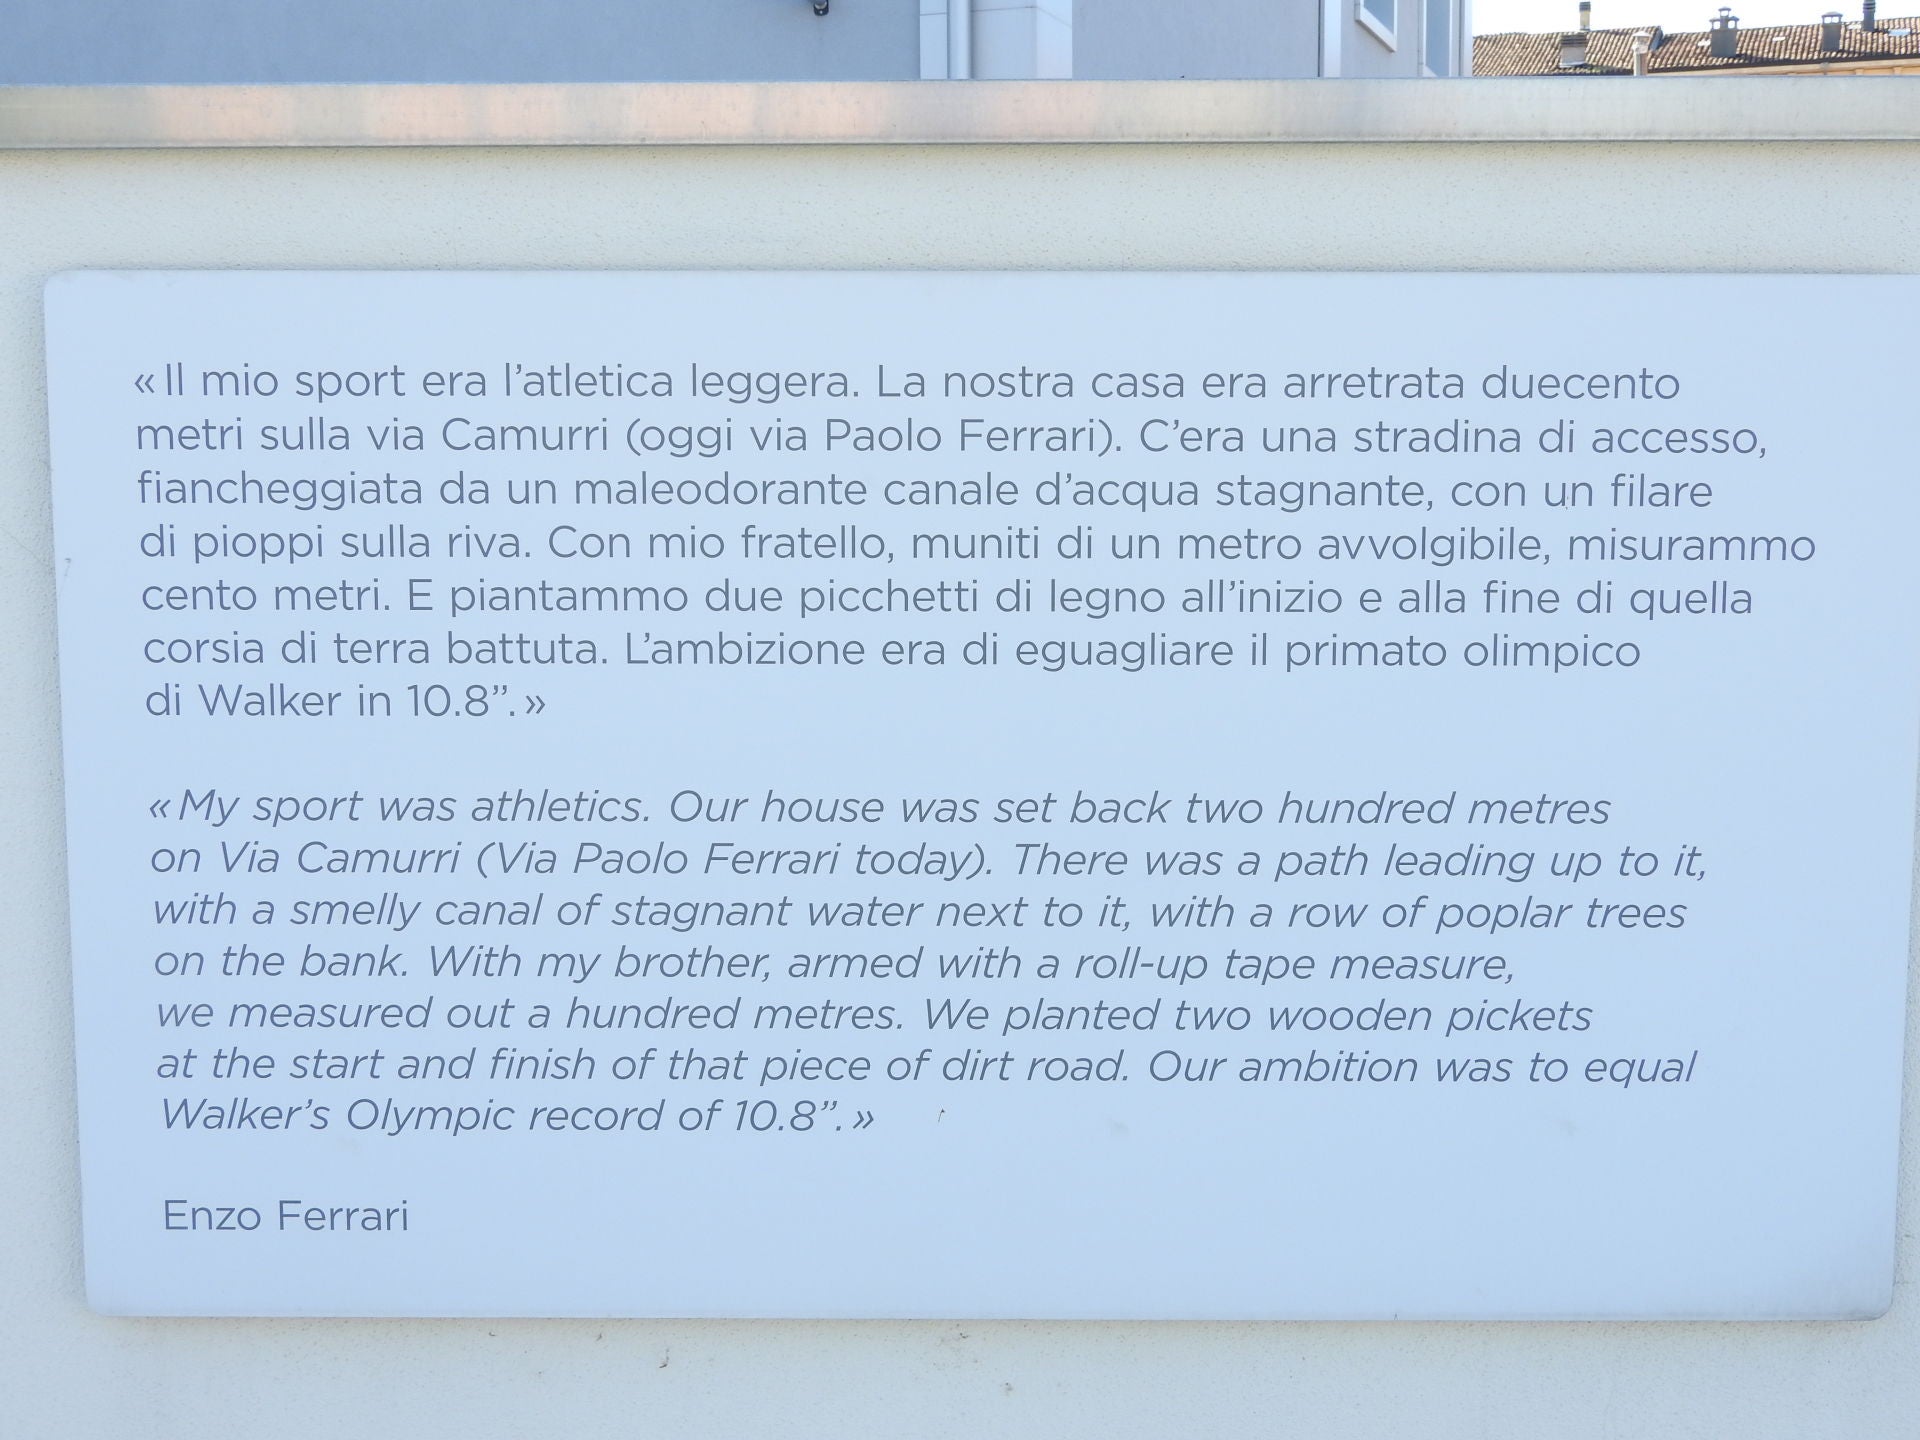 « Il mio sport era l’atletica leggera. La nostra casa era arretrata duecento
metri sulla via Camurri (oggi via Paolo Ferrari). C’era una stradina di accesso,
fiancheggiata da un maleodorante canale d’acqua stagnante, con un filare
di pioppi sulla riva. Con mio fratello, muniti di un metro avvolgibile, misurammo
cento metri. E piantammo due picchetti di legno all’inizio e alla fine di quella
corsia di terra battuta. L’ambizione era di eguagliare il primato olimpico
di Walker in 10.8”. »
« My sport was athletics. Our house was set back two hundred metres
on Via Camurri (Via Paolo Ferrari today). There was a path leading up to it,
with a smelly canal of stagnant water next to it, with a row of poplar trees
on the bank. With my brother, armed with a roll-up tape measure,
we measured out a hundred metres. We planted two wooden pickets
at the start and finish of that piece of dirt road. Our ambition was to equal
Walker’s Olympic record of 10.8”. »
Enzo Ferrari